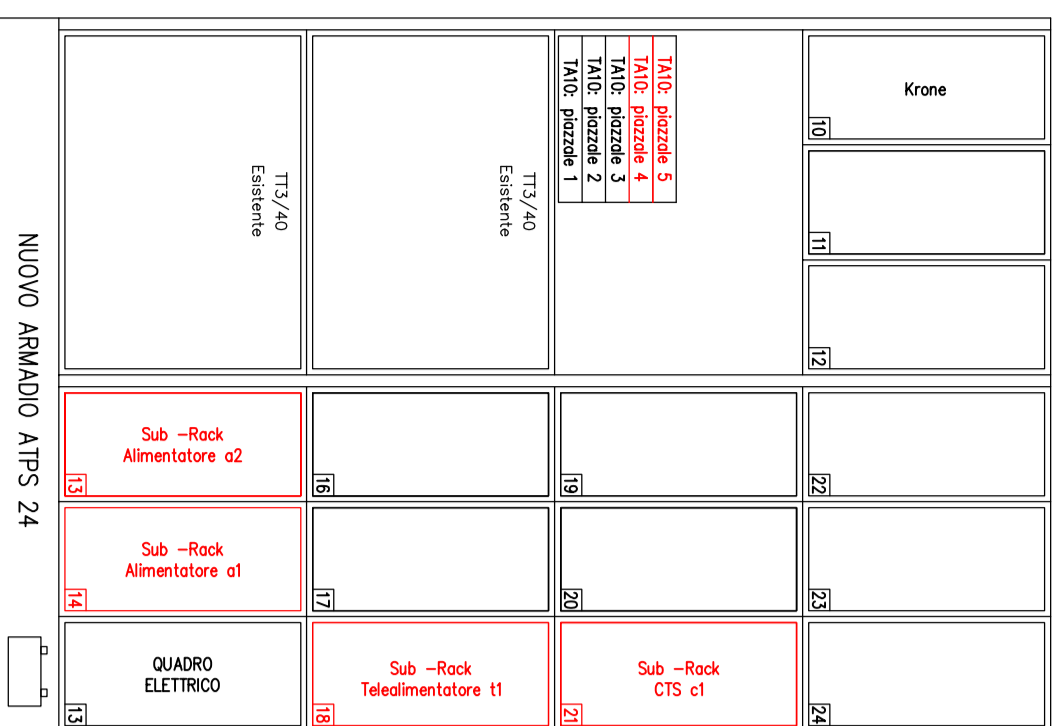 Krone
10
11
12
TA10: piazzale 5
TA10: piazzale 4
TA10: piazzale 3
TA10: piazzale 2
TA10: piazzale 1
TT3/40
Esistente
TT3/40
Esistente
NUOVO ARMADIO ATPS 24
Sub -Rack
Alimentatore a2
13
16
19
22
Sub -Rack
Alimentatore a1
14
17
20
23
QUADRO
ELETTRICO
13
Sub -Rack
Telealimentatore t1
18
Sub -Rack
CTS c1
21
24